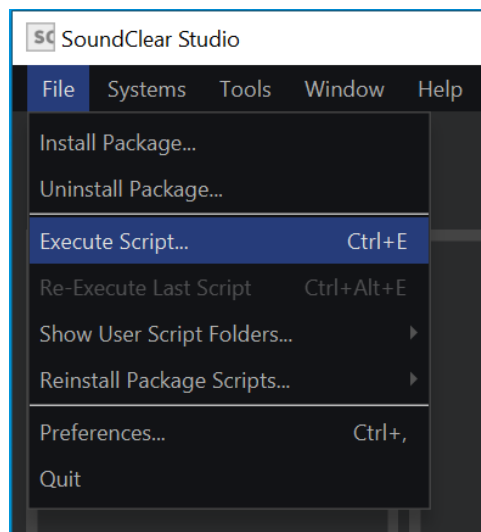 SC SoundClear Studio
File Systems Tools Window Help
Install Package...
Uninstall Package...
Execute Script... Ctrl+E
Re-Execute Last Script Ctrl+Alt+E
Show User Script Folders...
Reinstall Package Scripts...
Preferences... Ctrl+,
Quit